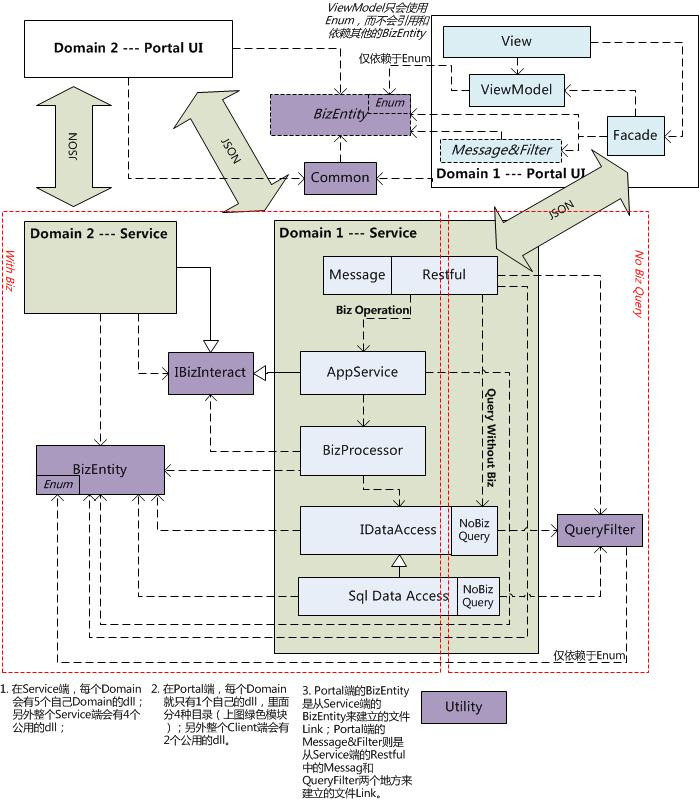 ViewModel只会使用
Enum，而不会引用和
依赖其他的BizEntity
Domain 2 --- Portal UI
View
仅依赖于Enum
ViewModel
Enum
BizEntity
Facade
Message&Filter
Domain 1 --- Portal UI
Common
JSON
JSON
JSON
With Biz
Domain 2 --- Service
Domain 1 --- Service
No Biz Query
Message
Restful
Biz Operation
IBizInteract
AppService
Query Without Biz
BizProcessor
BizEntity
Enum
IDataAccess
NoBiz
Query
QueryFilter
Sql Data Access
NoBiz
Query
仅依赖于Enum
1. 在Service端，每个Domain
会有5个自己Domain的dll；
另外整个Service端会有4个
公用的dll；
2. 在Portal端，每个Domain
就只有1个自己的dll，里面
分4种目录（上图绿色模块
）；另外整个Client端会有
2个公用的dll。
3. Portal端的BizEntity
是从Service端的
BizEntity来建立的文件
Link；Portal端的
Message&Filter则是
从Service端的Restful
中的Messag和
QueryFilter两个地方来
建立的文件Link。
Utility